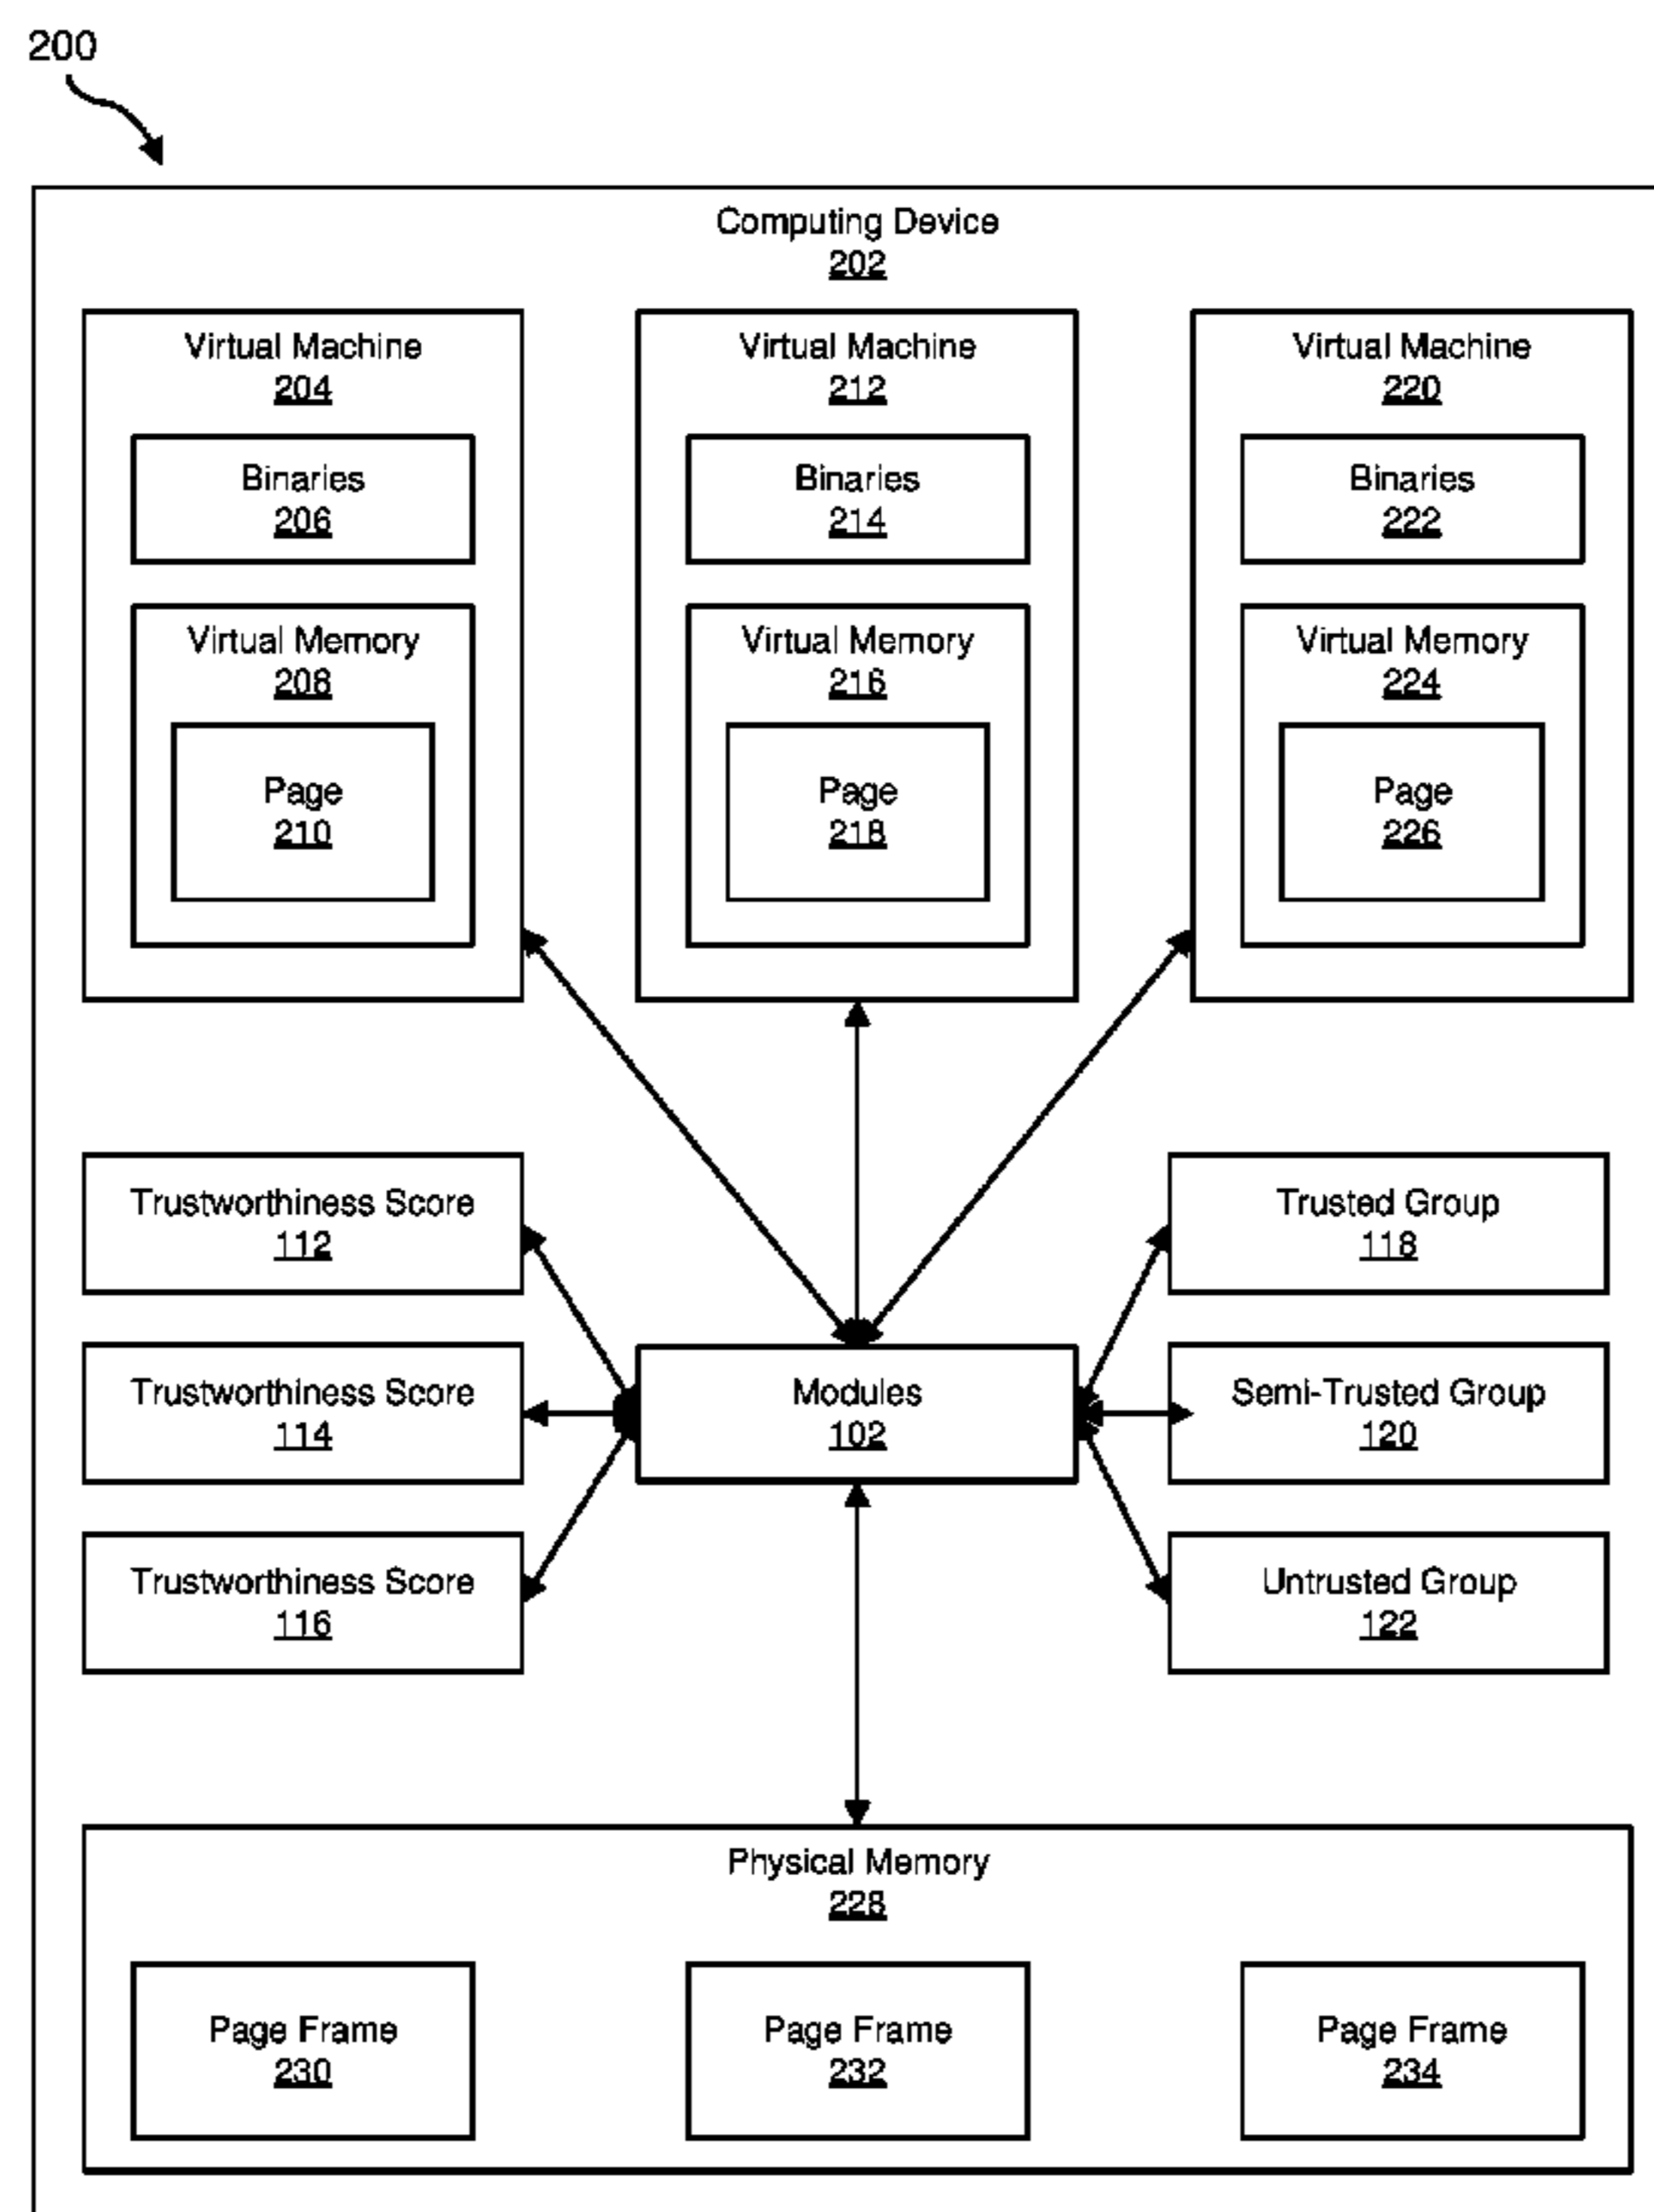 200
Computing Device
202
Virtual Machine
204
Binaries
206
Virtual Memory
208
Page
210
Virtual Machine
212
Binaries
214
Virtual Memory
216
Page
218
Virtual Machine
220
Binaries
222
Virtual Memory
224
Page
226
Trustworthiness Score
112
Trustworthiness Score
114
Trustworthiness Score
116
Modules
102
Trusted Group
118
Semi-Trusted Group
120
Untrusted Group
122
Physical Memory
228
Page Frame
230
Page Frame
232
Page Frame
234